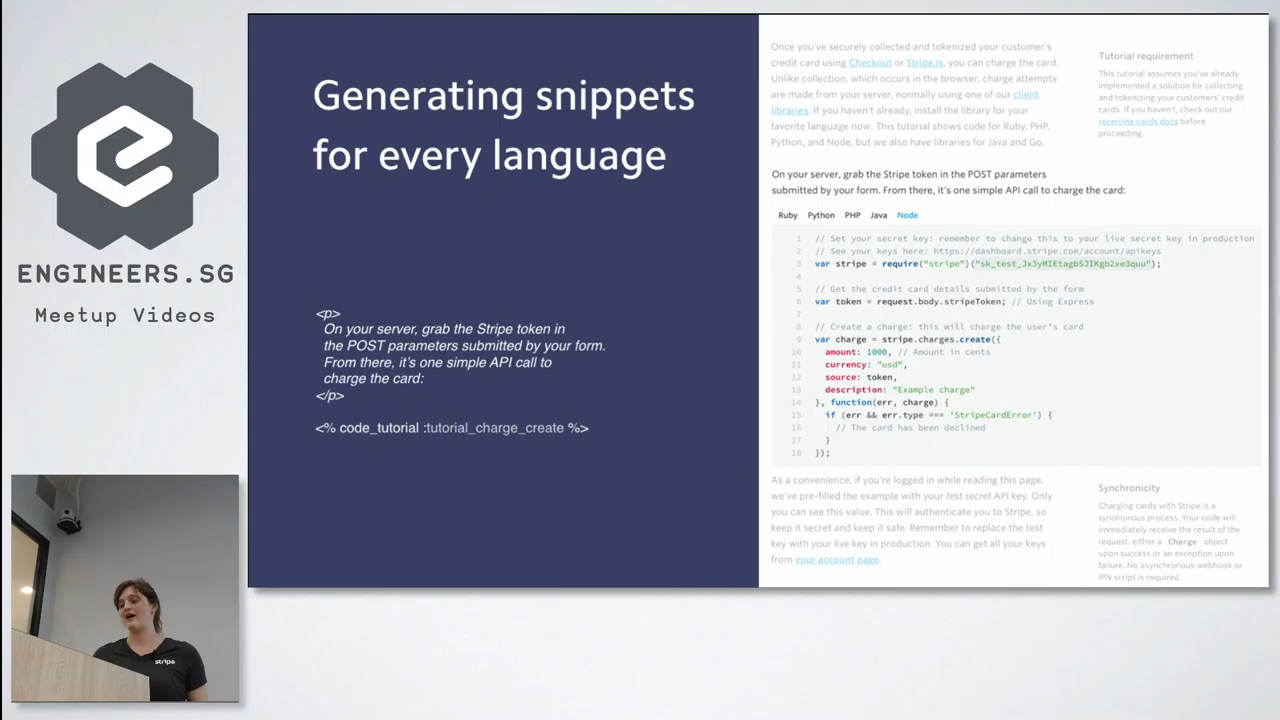 ENGINEERS.SG
Meetup Videos
stripe
Generating snippets
for every language
<p>
On your server, grab the Stripe token in
the POST parameters submitted by your form.
From there, it's one simple API call to
charge the card:
</p>
<% code_tutorial :tutorial_charge_create %>
Once you've securely collected and tokenized your customer's
credit card using Checkout or Stripe.js, you can charge the card.
Unlike collection, which occurs in the browser, charge attempts
are made from your server, normally using one of our client
libraries. If you haven't already, install the library for your
favorite language now. This tutorial shows code for Ruby, PHP,
Python, and Node, but we also have libraries for Java and Go.
Tutorial requirement
This tutorial assumes you've already
implemented a solution for collecting
and tokenizing your customers' credit
cards. If you haven't, check out our
receiving cards docs before
proceeding.
On your server, grab the Stripe token in the POST parameters
submitted by your form. From there, it's one simple API call to charge the card:
Ruby Python PHP Java Node
1 // Set your secret key: remember to change this to your live secret key in production
2 // See your keys here: https://dashboard.stripe.com/account/apikeys
3 var stripe = require("stripe")("sk_test_Jx3yMIEtagbSJIKgb2xe3quu");
4
5 // Get the credit card details submitted by the form
6 var token = request.body.stripeToken; // Using Express
7
8 // Create a charge: this will charge the user's card
9 var charge = stripe.charges.create({
10 amount: 1000, // Amount in cents
11 currency: "usd",
12 source: token,
13 description: "Example charge"
14 }, function(err, charge) {
15 if (err && err.type === 'StripeCardError') {
16 // The card has been declined
17 }
18 });
As a convenience, if you're logged in while reading this page,
we've pre-filled the example with your test secret API key. Only
you can see this value. This will authenticate you to Stripe, so
keep it secret and keep it safe. Remember to replace the test
key with your live key in production. You can get all your keys
from your account page.
Synchronicity
Charging cards with Stripe is a
synchronous process. Your code will
immediately receive the result of the
request: either a Charge object
upon success or an exception upon
failure. No asynchronous webhook or
IPN script is required.